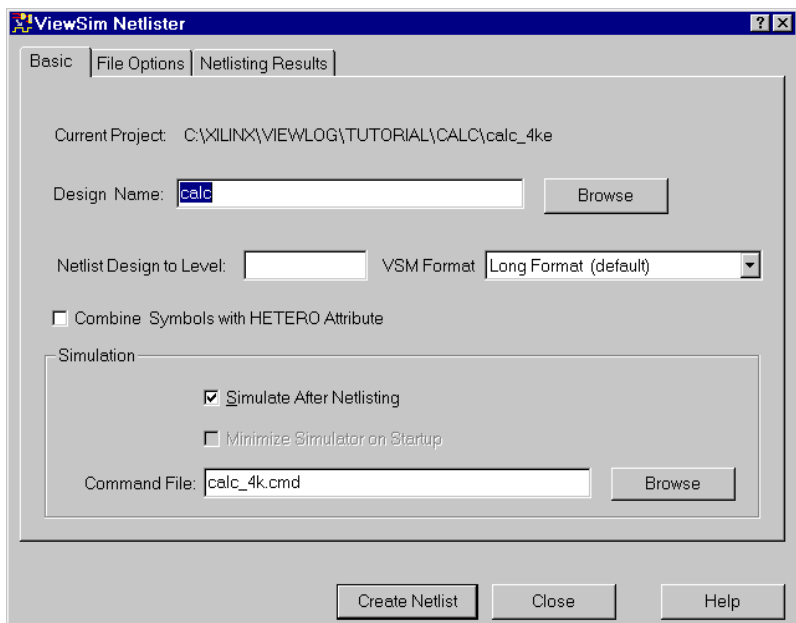 ViewSim Netlister
Basic File Options Netlisting Results
Current Project: C:\XILINX\VIEWLOG\TUTORIAL\CALC\calc_4ke
Design Name: calc Browse
Netlist Design to Level: VSM Format Long Format (default)
Combine Symbols with HETERO Attribute
Simulation
Simulate After Netlisting
Minimize Simulator on Startup
Command File: calc_4k.cmd Browse
Create Netlist Close Help